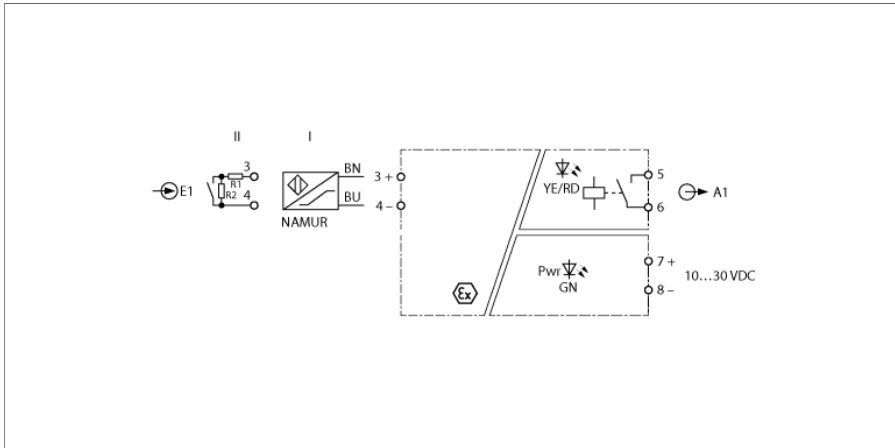 II
I
E1
3
R1
R2
4
NAMUR
BN
BU
3 +
4 –
YE/RD
5
6
A1
Pwr
GN
7 +
8 –
10...30 VDC
Ex